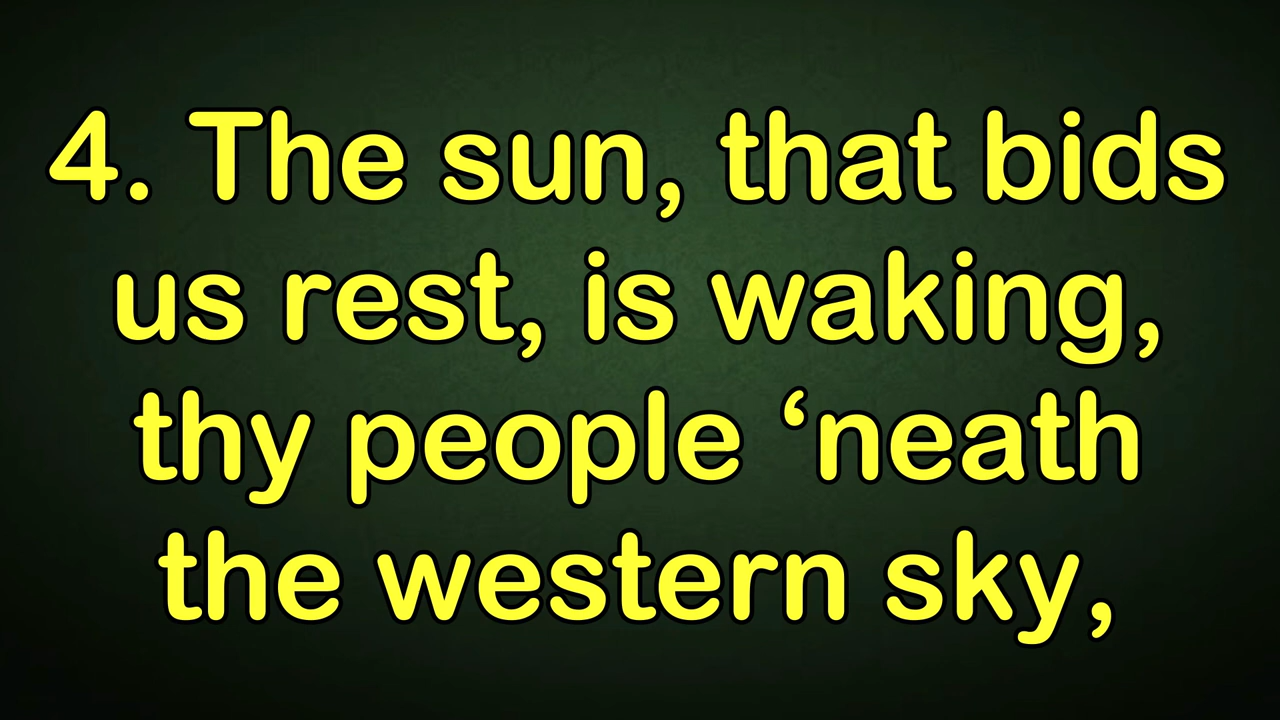 4. The sun, that bids
us rest, is waking,
thy people ‘neath
the western sky,